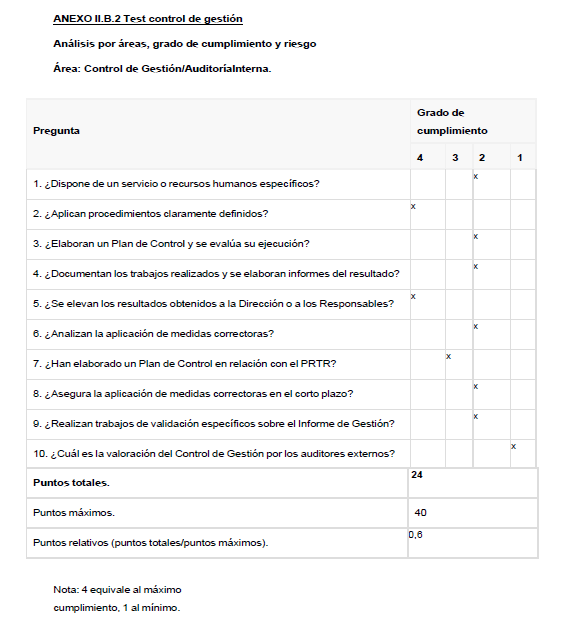 ANEXO II.B.2 Test control de gestión
Análisis por áreas, grado de cumplimiento y riesgo
Área: Control de Gestión/AuditoríaInterna.
Pregunta
Grado de
cumplimiento
4 3 2 1
1. ¿Dispone de un servicio o recursos humanos específicos? x
2. ¿Aplican procedimientos claramente definidos? x
3. ¿Elaboran un Plan de Control y se evalúa su ejecución? x
4. ¿Documentan los trabajos realizados y se elaboran informes del resultado? x
5. ¿Se elevan los resultados obtenidos a la Dirección o a los Responsables? x
6. ¿Analizan la aplicación de medidas correctoras? x
7. ¿Han elaborado un Plan de Control en relación con el PRTR? x
8. ¿Asegura la aplicación de medidas correctoras en el corto plazo? x
9. ¿Realizan trabajos de validación específicos sobre el Informe de Gestión? x
10. ¿Cuál es la valoración del Control de Gestión por los auditores externos? x
Puntos totales. 24
Puntos máximos. 40
Puntos relativos (puntos totales/puntos máximos). 0,6
Nota: 4 equivale al máximo
cumplimiento, 1 al mínimo.